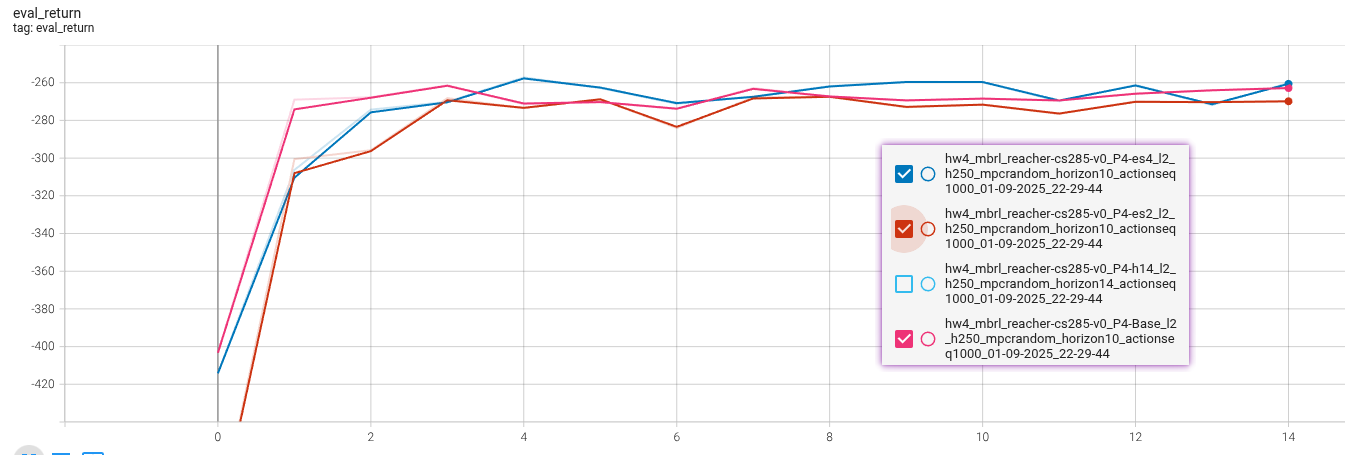 eval_return
tag: eval_return
-260
-280
-300
-320
-340
-360
-380
-400
-420
0
2
4
6
8
10
12
14
hw4_mbrl_reacher-cs285-v0_P4-es4_l2_
h250_mpcrandom_horizon10_actionseq
1000_01-09-2025_22-29-44
hw4_mbrl_reacher-cs285-v0_P4-es2_l2_
h250_mpcrandom_horizon10_actionseq
1000_01-09-2025_22-29-44
hw4_mbrl_reacher-cs285-v0_P4-h14_l2_
h250_mpcrandom_horizon14_actionseq
1000_01-09-2025_22-29-44
hw4_mbrl_reacher-cs285-v0_P4-Base_l2
_h250_mpcrandom_horizon10_actionse
q1000_01-09-2025_22-29-44